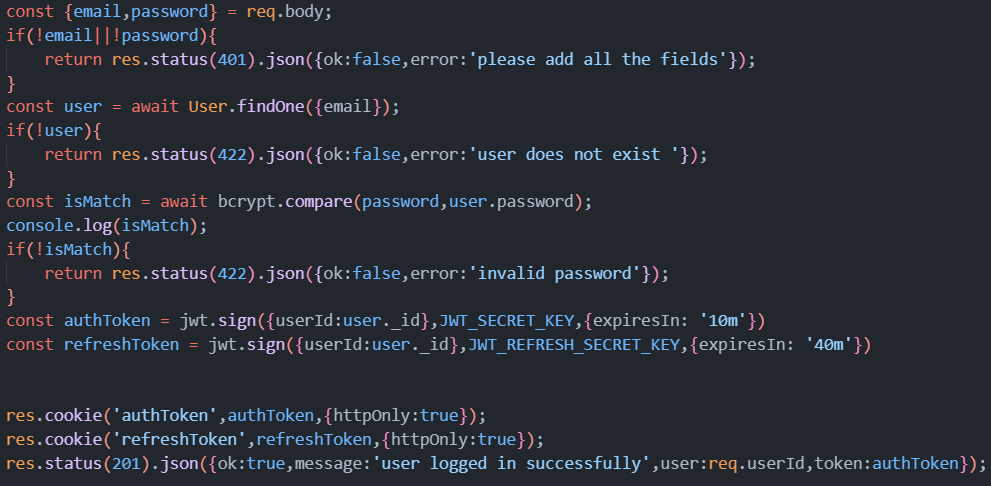 const {email,password} = req.body;
if(!email||!password){
    return res.status(401).json({ok:false,error:'please add all the fields'});
}
const user = await User.findOne({email});
if(!user){
    return res.status(422).json({ok:false,error:'user does not exist '});
}
const isMatch = await bcrypt.compare(password,user.password);
console.log(isMatch);
if(!isMatch){
    return res.status(422).json({ok:false,error:'invalid password'});
}
const authToken = jwt.sign({userId:user._id},JWT_SECRET_KEY,{expiresIn: '10m'})
const refreshToken = jwt.sign({userId:user._id},JWT_REFRESH_SECRET_KEY,{expiresIn: '40m'})
res.cookie('authToken',authToken,{httpOnly:true});
res.cookie('refreshToken',refreshToken,{httpOnly:true});
res.status(201).json({ok:true,message:'user logged in successfully',user:req.userId,token:authToken});